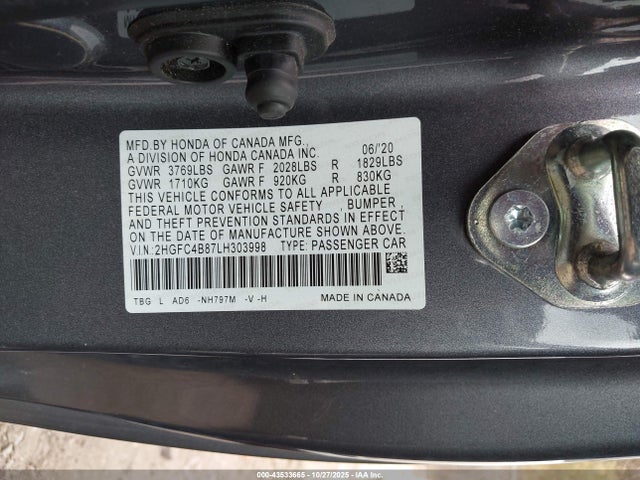 MFD.BY HONDA OF CANADA MFG.,
A DIVISION OF HONDA CANADA INC. 06/'20
GVWR 3769LBS GAWR F 2028LBS R 1829LBS
GVWR 1710KG GAWR F 920KG R 830KG
THIS VEHICLE CONFORMS TO ALL APPLICABLE
FEDERAL MOTOR VEHICLE SAFETY BUMPER ,
AND THEFT PREVENTION STANDARDS IN EFFECT
ON THE DATE OF MANUFACTURE SHOWN ABOVE.
V.I.N.:2HGFC4B87LH303998 TYPE: PASSENGER CAR
TBG L AD6 -NH797M -V -H MADE IN CANADA
000-43533665 - 10/27/2025 - IAAI.COM